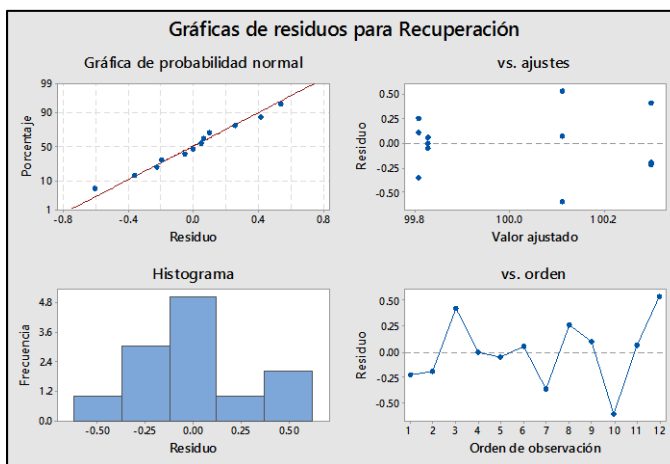 Gráficas de residuos para Recuperación
Gráfica de probabilidad normal
99
90
50
10
1
Porcentaje
-0.8
-0.4
0.0
0.4
0.8
Residuo
vs. ajustes
0.50
0.25
0.00
-0.25
-0.50
Residuo
99.8
100.0
100.2
Valor ajustado
Histograma
4.8
3.6
2.4
1.2
0.0
Frecuencia
-0.50
-0.25
0.00
0.25
0.50
Residuo
vs. orden
0.50
0.25
0.00
-0.25
-0.50
Residuo
1 2 3 4 5 6 7 8 9 10 11 12
Orden de observación